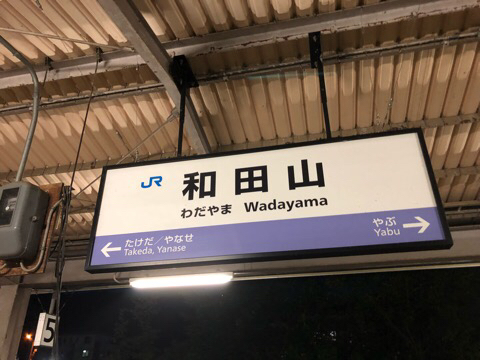 JR 和田山
わだやま Wadayama
← たけだ／やなせ
Takeda, Yanase
やぶ →
Yabu
5